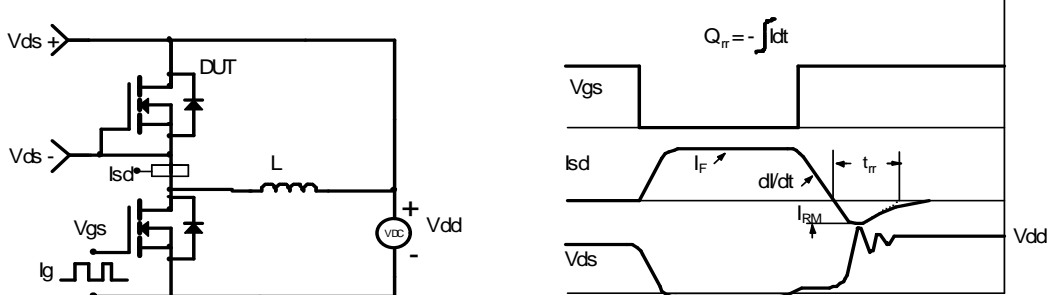 Vds +
DUT
Vds -
Isd
L
Vgs
Ig
+
VDC
-
Vdd
Qrr = - ∫Idt
Vgs
Isd
IF
dI/dt
trr
IRM
Vds
Vdd